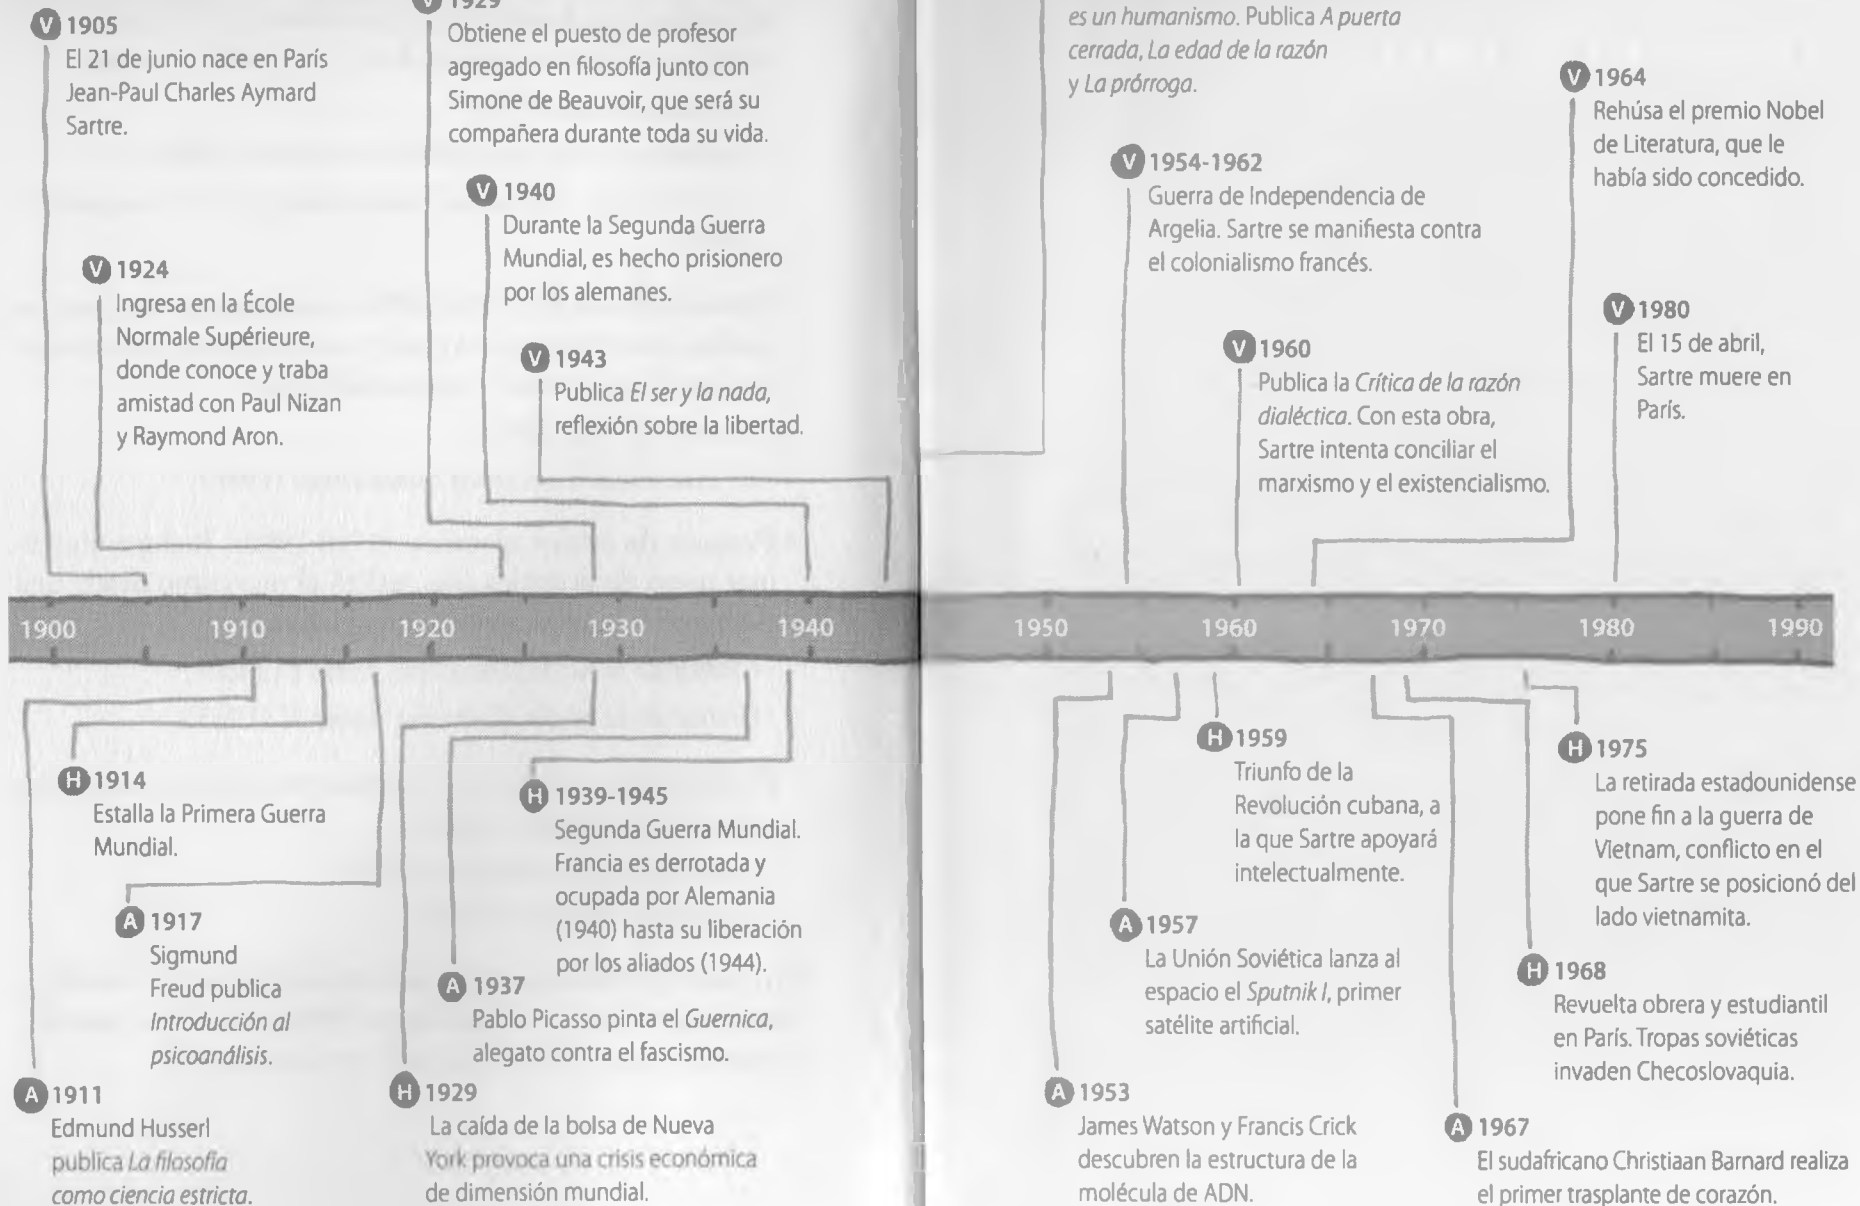 V 1905
El 21 de junio nace en París
Jean-Paul Charles Aymard
Sartre.
V 1924
Ingresa en la École
Normale Supérieure,
donde conoce y traba
amistad con Paul Nizan
y Raymond Aron.
V 1929
Obtiene el puesto de profesor
agregado en filosofía junto con
Simone de Beauvoir, que será su
compañera durante toda su vida.
V 1940
Durante la Segunda Guerra
Mundial, es hecho prisionero
por los alemanes.
V 1943
Publica El ser y la nada,
reflexión sobre la libertad.
es un humanismo. Publica A puerta
cerrada, La edad de la razón
y La prórroga.
V 1954-1962
Guerra de Independencia de
Argelia. Sartre se manifiesta contra
el colonialismo francés.
V 1960
Publica la Crítica de la razón
dialéctica. Con esta obra,
Sartre intenta conciliar el
marxismo y el existencialismo.
V 1964
Rehúsa el premio Nobel
de Literatura, que le
había sido concedido.
V 1980
El 15 de abril,
Sartre muere en
París.
1900 1910 1920 1930 1940 1950 1960 1970 1980 1990
H 1914
Estalla la Primera Guerra
Mundial.
A 1917
Sigmund
Freud publica
Introducción al
psicoanálisis.
A 1911
Edmund Husserl
publica La filosofía
como ciencia estricta.
H 1939-1945
Segunda Guerra Mundial.
Francia es derrotada y
ocupada por Alemania
(1940) hasta su liberación
por los aliados (1944).
A 1937
Pablo Picasso pinta el Guernica,
alegato contra el fascismo.
H 1929
La caída de la bolsa de Nueva
York provoca una crisis económica
de dimensión mundial.
H 1959
Triunfo de la
Revolución cubana, a
la que Sartre apoyará
intelectualmente.
A 1957
La Unión Soviética lanza al
espacio el Sputnik I, primer
satélite artificial.
A 1953
James Watson y Francis Crick
descubren la estructura de la
molécula de ADN.
H 1975
La retirada estadounidense
pone fin a la guerra de
Vietnam, conflicto en el
que Sartre se posicionó del
lado vietnamita.
H 1968
Revuelta obrera y estudiantil
en París. Tropas soviéticas
invaden Checoslovaquia.
A 1967
El sudafricano Christiaan Barnard realiza
el primer trasplante de corazón.